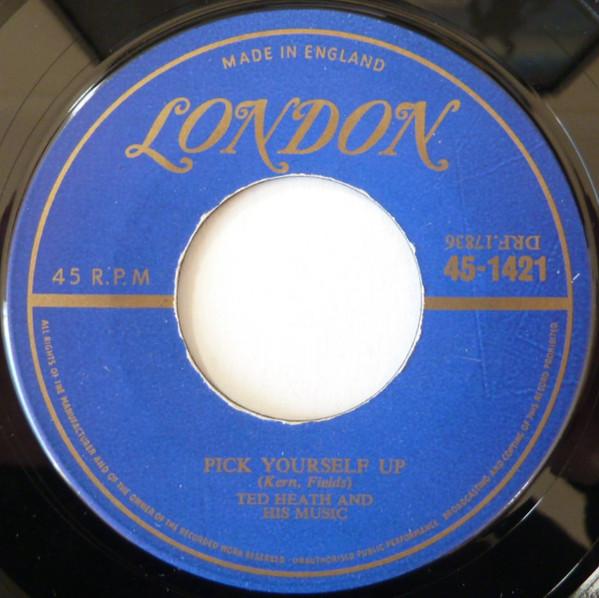 MADE IN ENGLAND
LONDON
DRF.17836
45 R.P.M
45-1421
PICK YOURSELF UP
(Kern, Fields)
TED HEATH AND
HIS MUSIC
ALL RIGHTS OF THE MANUFACTURER AND OF THE OWNER OF THE RECORDED WORK RESERVED · UNAUTHORISED PUBLIC PERFORMANCE, BROADCASTING AND COPYING OF THIS RECORD PROHIBITED